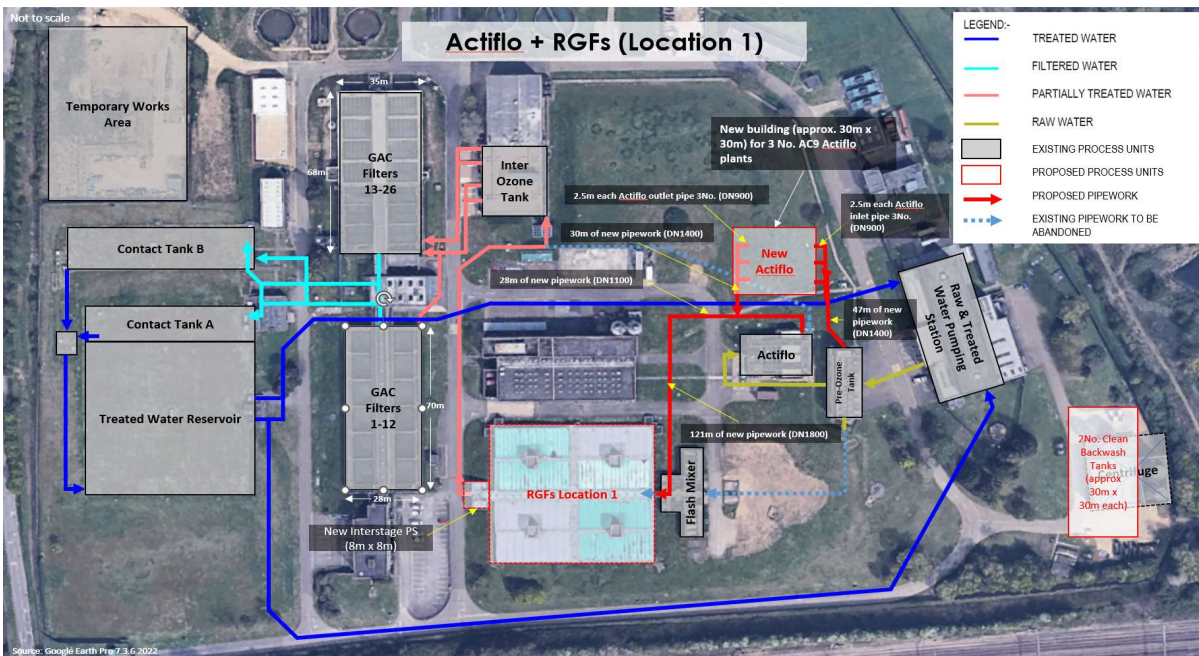 Not to scale
Actiflo + RGFs (Location 1)
LEGEND:-
TREATED WATER
FILTERED WATER
PARTIALLY TREATED WATER
RAW WATER
EXISTING PROCESS UNITS
PROPOSED PROCESS UNITS
PROPOSED PIPEWORK
EXISTING PIPEWORK TO BE
ABANDONED
Temporary Works
Area
35m
68m
GAC
Filters
13-26
Inter
Ozone
Tank
New building (approx. 30m x
30m) for 3 No. AC9 Actiflo
plants
2.5m each Actiflo outlet pipe 3No. (DN900)
2.5m each Actiflo
inlet pipe 3No.
(DN900)
30m of new pipework (DN1400)
28m of new pipework (DN1100)
New
Actiflo
47m of new
pipework
(DN1400)
Raw & Treated
Water Pumping
Station
Contact Tank B
Contact Tank A
Treated Water Reservoir
GAC
Filters
1-12
70m
28m
Actiflo
Pre-Ozone
Tank
121m of new pipework (DN1800)
RGFs Location 1
Flash Mixer
New Interstage PS
(8m x 8m)
2No. Clean
Backwash
Tanks
(approx
30m x
30m each)
Centrifuge
Source: Google Earth Pro 7.3.6 2022